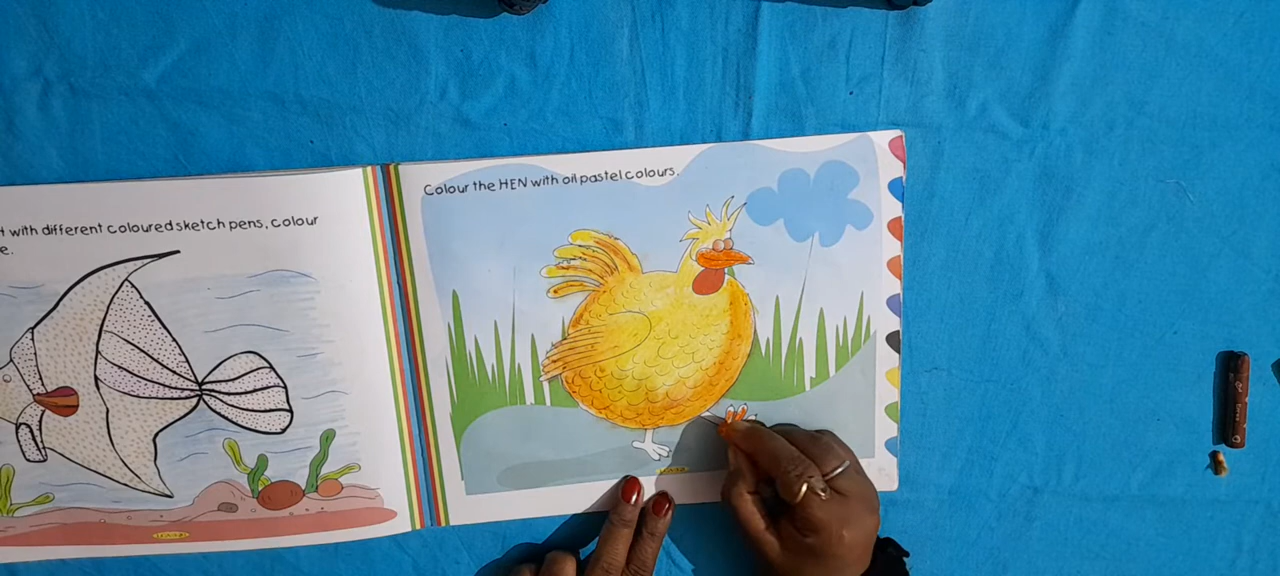 with different coloured sketch pens, colour
e.
Colour the HEN with oil pastel colours.